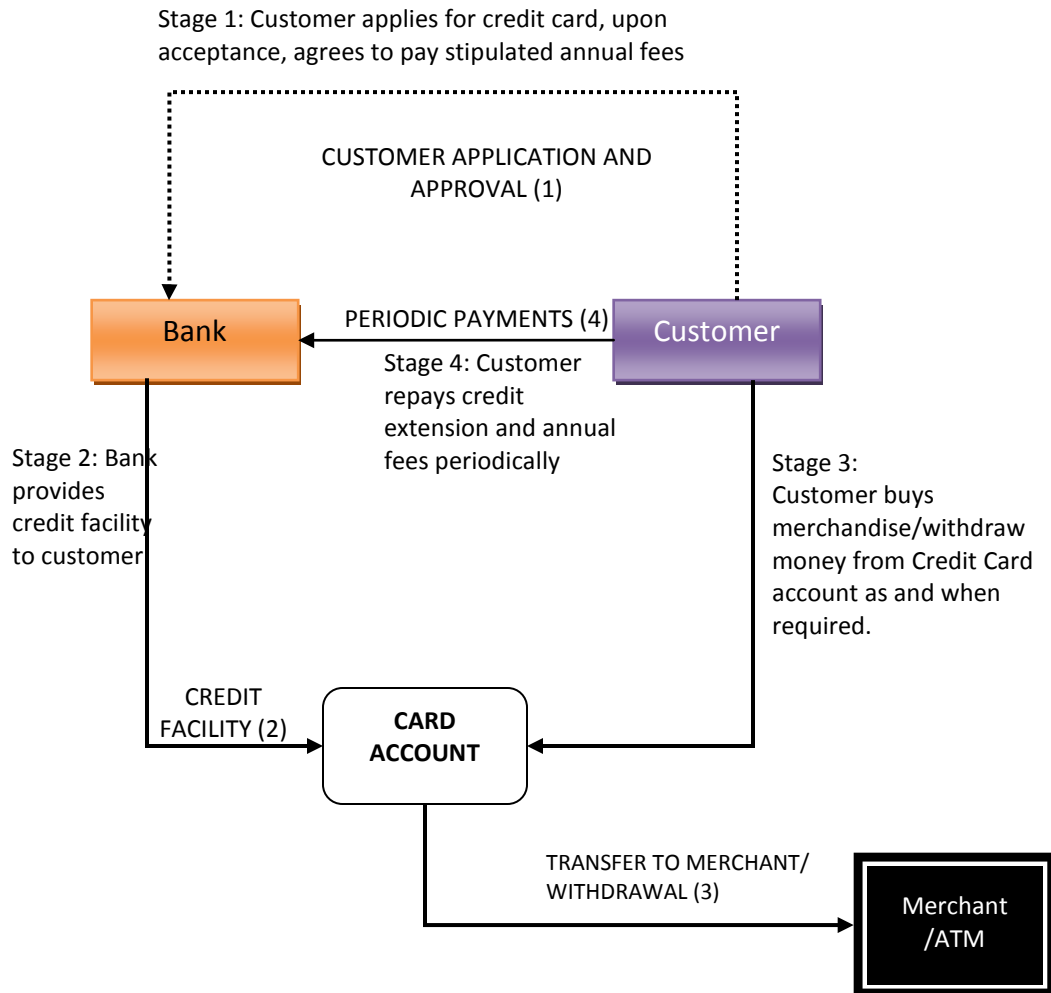 Stage 1: Customer applies for credit card, upon
acceptance, agrees to pay stipulated annual fees
CUSTOMER APPLICATION AND
APPROVAL (1)
Bank
PERIODIC PAYMENTS (4)
Customer
Stage 4: Customer
repays credit
extension and annual
fees periodically
Stage 2: Bank
provides
credit facility
to customer
Stage 3:
Customer buys
merchandise/withdraw
money from Credit Card
account as and when
required.
CREDIT
FACILITY (2)
CARD
ACCOUNT
TRANSFER TO MERCHANT/
WITHDRAWAL (3)
Merchant
/ATM